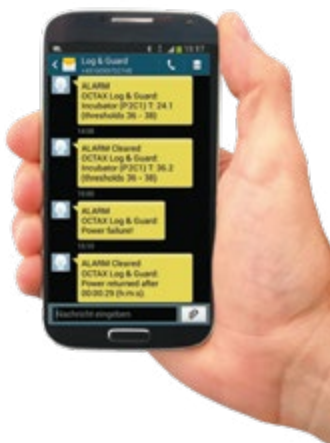 Log & Guard
ALARM
OCTAX Log & Guard:
Incubator (P2C1) T: 24.1
(thresholds 36 - 38)
ALARM Cleared
OCTAX Log & Guard:
Incubator (P2C1) T: 36.2
(thresholds 36 - 38)
ALARM
OCTAX Log & Guard:
Power failure!
ALARM Cleared
OCTAX Log & Guard:
Power returned after
00:00:29 (h:m:s).
Nachricht eingeben